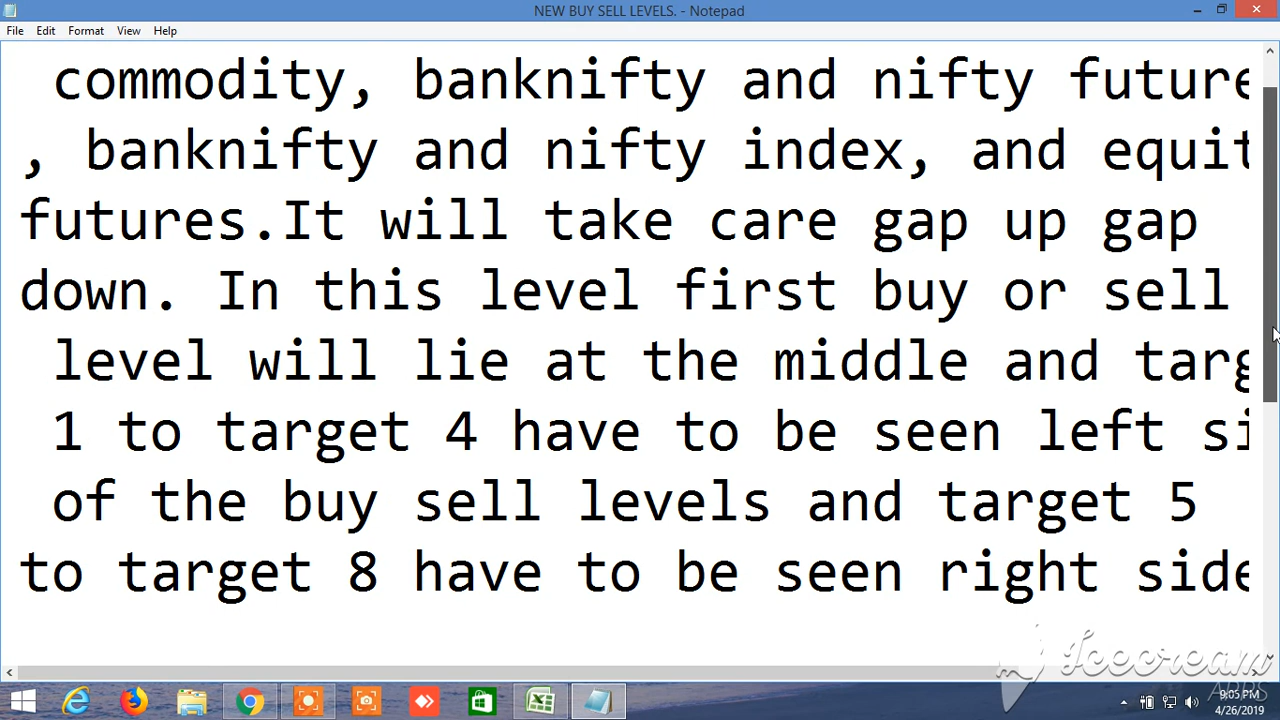 NEW BUY SELL LEVELS. - Notepad
File Edit Format View Help
commodity, banknifty and nifty future
, banknifty and nifty index, and equit
futures.It will take care gap up gap
down. In this level first buy or sell
level will lie at the middle and targ
1 to target 4 have to be seen left si
of the buy sell levels and target 5
to target 8 have to be seen right side
Icecream
9:05 PM
4/26/2019